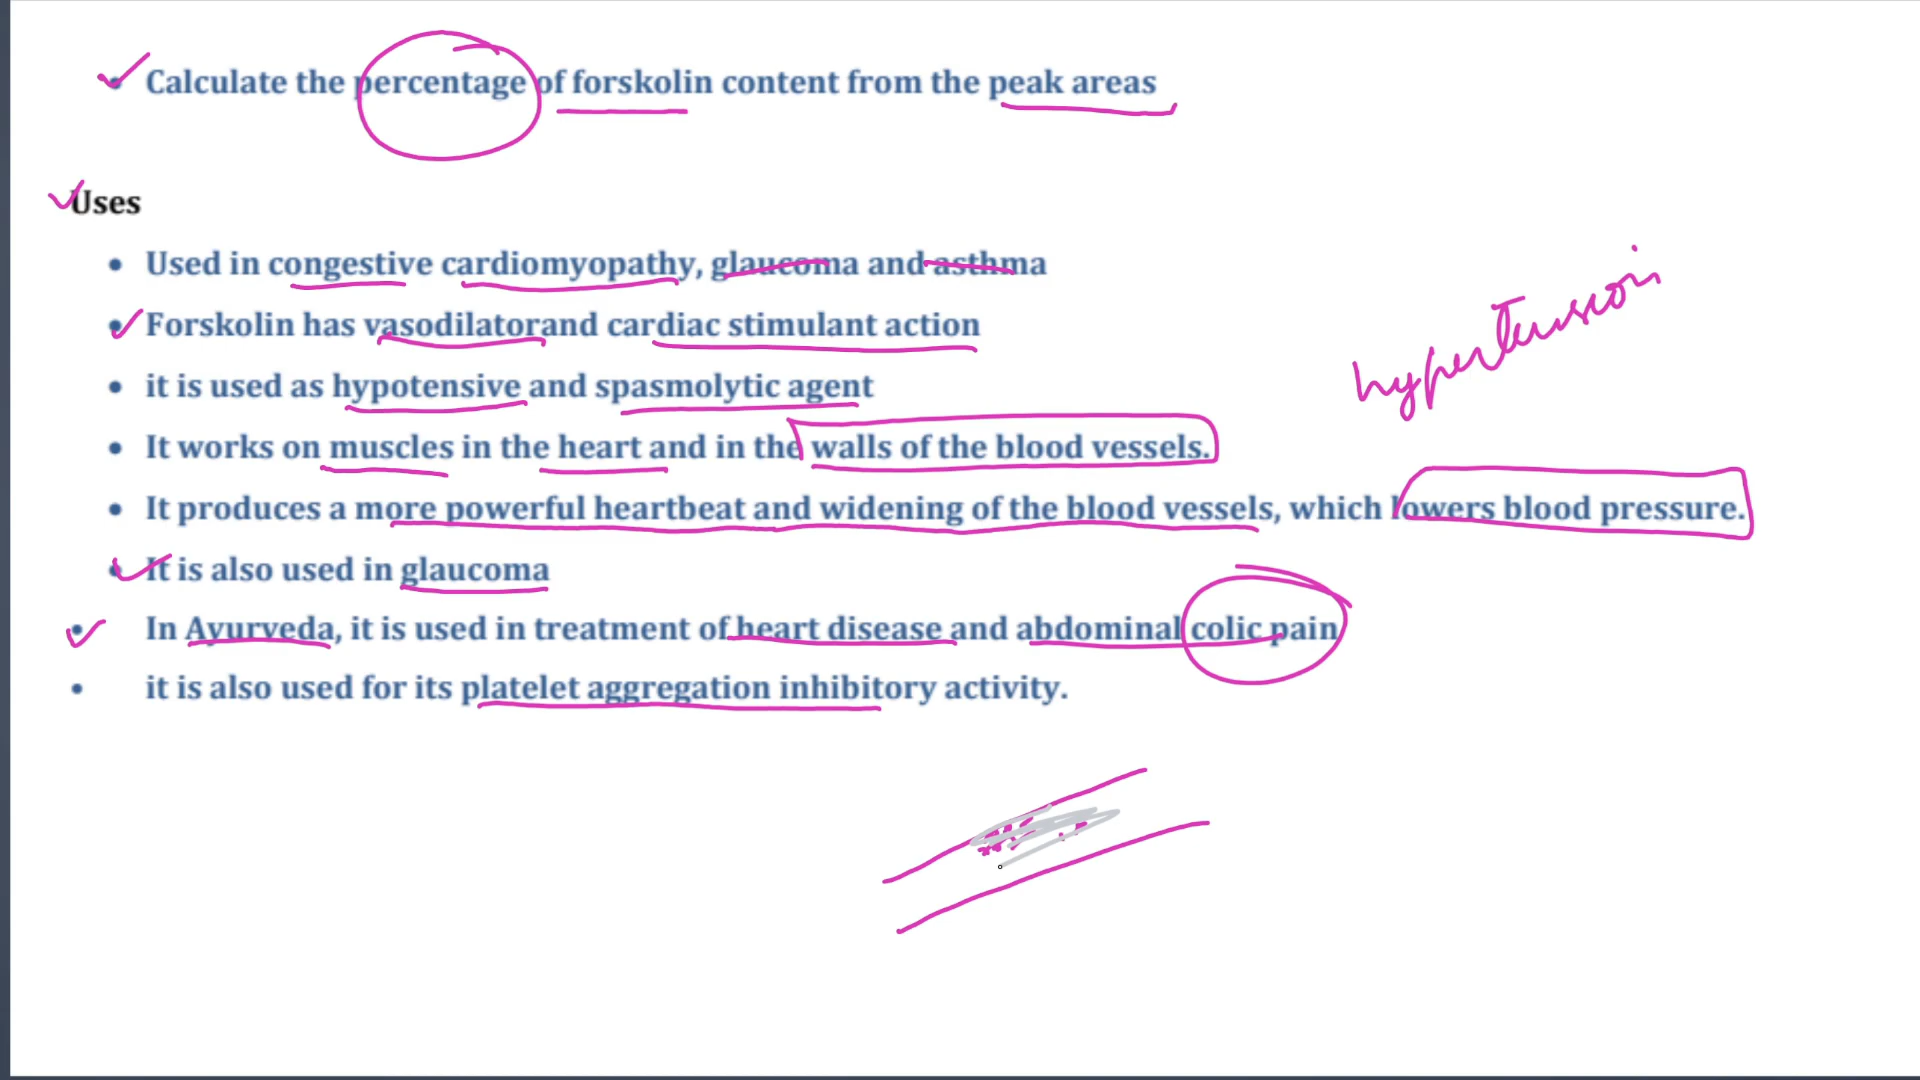 • Calculate the percentage of forskolin content from the peak areas
Uses
• Used in congestive cardiomyopathy, glaucoma and asthma
• Forskolin has vasodilatorand cardiac stimulant action
hypertension
• it is used as hypotensive and spasmolytic agent
• It works on muscles in the heart and in the walls of the blood vessels.
• It produces a more powerful heartbeat and widening of the blood vessels, which lowers blood pressure.
• It is also used in glaucoma
• In Ayurveda, it is used in treatment of heart disease and abdominal colic pain
• it is also used for its platelet aggregation inhibitory activity.